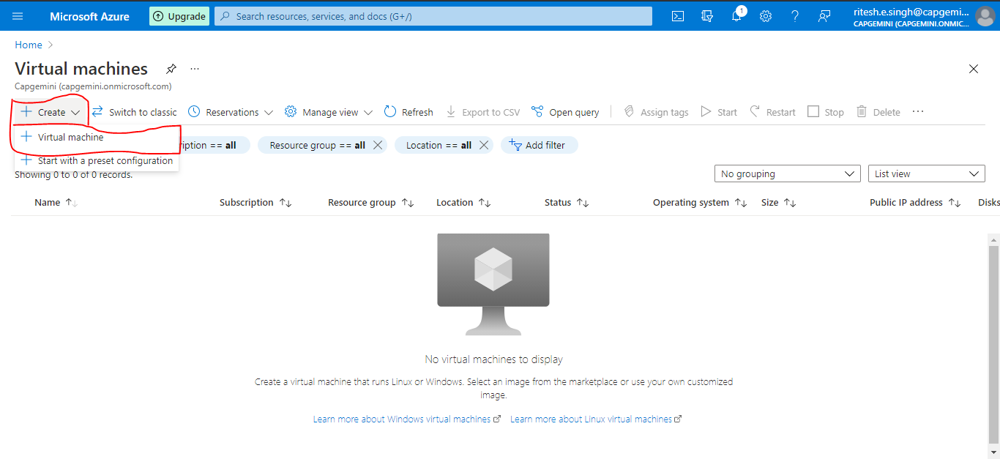 Microsoft Azure
Upgrade
Search resources, services, and docs (G+/)
1
ritesh.e.singh@capgemi...
CAPGEMINI (CAPGEMINI.ONMIC...
Home
Virtual machines
...
Capgemini (capgemini.onmicrosoft.com)
Create Switch to classic Reservations Manage view Refresh Export to CSV Open query Assign tags Start Restart Stop Delete ...
Virtual machine
ription == all Resource group == all Location == all Add filter
Start with a preset configuration
Showing 0 to 0 of 0 records.
No grouping List view
Name Subscription Resource group Location Status Operating system Size Public IP address Disks
No virtual machines to display
Create a virtual machine that runs Linux or Windows. Select an image from the marketplace or use your own customized
image.
Learn more about Windows virtual machines Learn more about Linux virtual machines